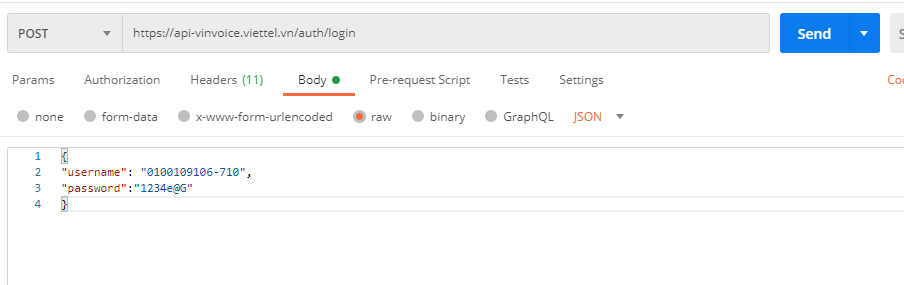 POST https://api-vinvoice.viettel.vn/auth/login Send S
Params Authorization Headers (11) Body Pre-request Script Tests Settings Coo
none form-data x-www-form-urlencoded raw binary GraphQL JSON
1 {
2 "username": "0100109106-710",
3 "password":"1234e@G"
4 }